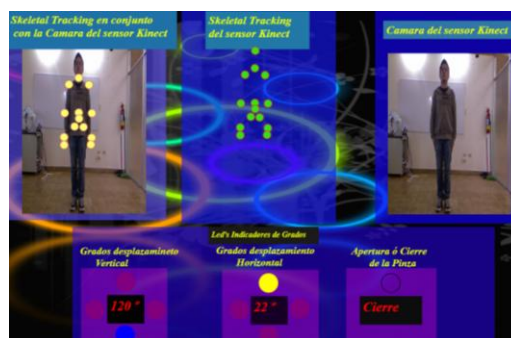 Skeletal Tracking en conjunto
con la Camara del sensor Kinect
Skeletal Tracking
del sensor Kinect
Camara del sensor Kinect
Led's Indicadores de Grados
Grados desplazamineto
Vertical
Grados desplazamiento
Horizontal
Apertura ó Cierre
de la Pinza
120 °
22 °
Cierre